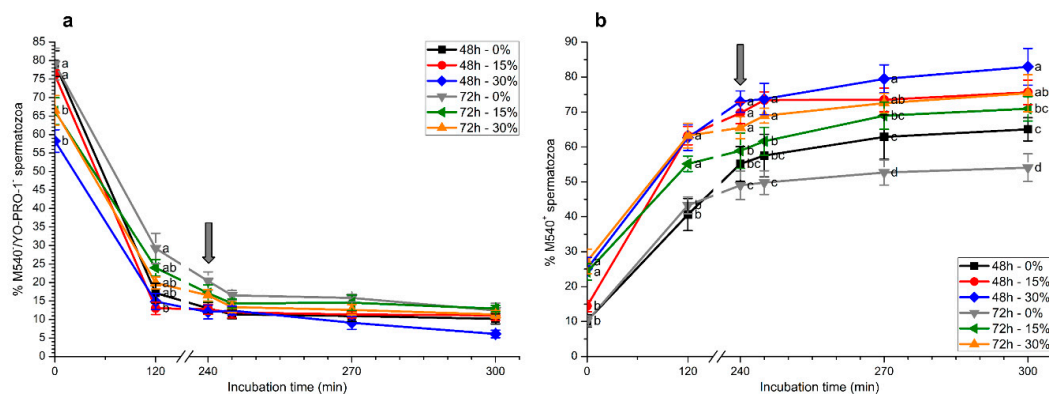 a
% M540⁻/YO-PRO-1⁻ spermatozoa
85
80
75
70
65
60
55
50
45
40
35
30
25
20
15
10
5
0
a
a
b
b
a
ab
ab
ab
b
48h - 0%
48h - 15%
48h - 30%
72h - 0%
72h - 15%
72h - 30%
0
120
240
270
300
Incubation time (min)
b
% M540⁺ spermatozoa
90
80
70
60
50
40
30
20
10
0
a
a
b
b
a
a
b
b
a
a
b
bc
c
a
b
bc
c
a
ab
bc
c
d
a
ab
bc
c
d
48h - 0%
48h - 15%
48h - 30%
72h - 0%
72h - 15%
72h - 30%
0
120
240
270
300
Incubation time (min)